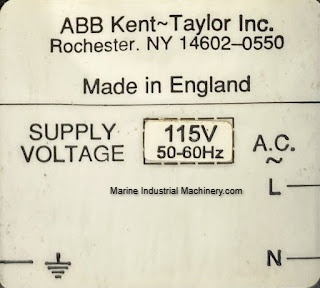 ABB Kent~Taylor Inc.
Rochester. NY 14602–0550
Made in England
SUPPLY VOLTAGE
115V
50-60Hz
A.C.
~
Marine Industrial Machinery.com
L
N